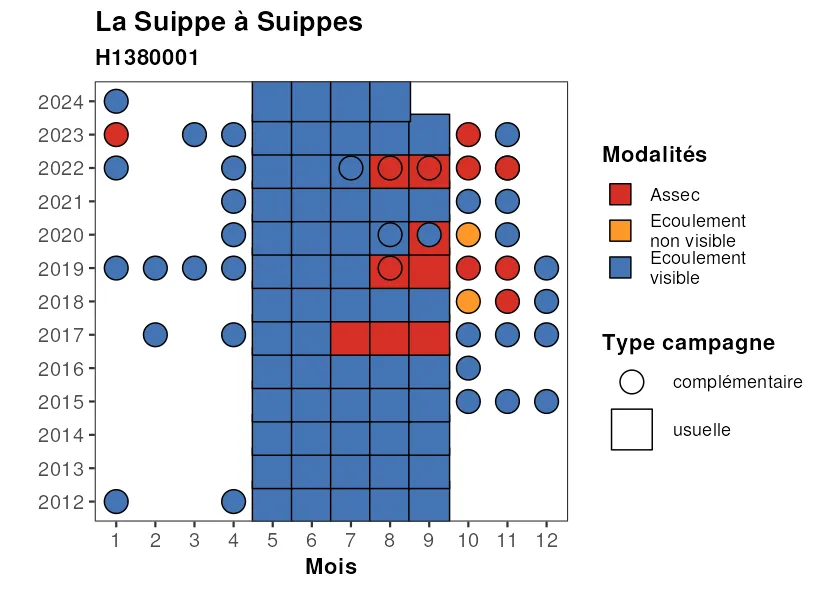 La Suippe à Suippes
H1380001
2024
2023
2022
2021
2020
2019
2018
2017
2016
2015
2014
2013
2012
1 2 3 4 5 6 7 8 9 10 11 12
Mois
Modalités
Assec
Ecoulement
non visible
Ecoulement
visible
Type campagne
complémentaire
usuelle